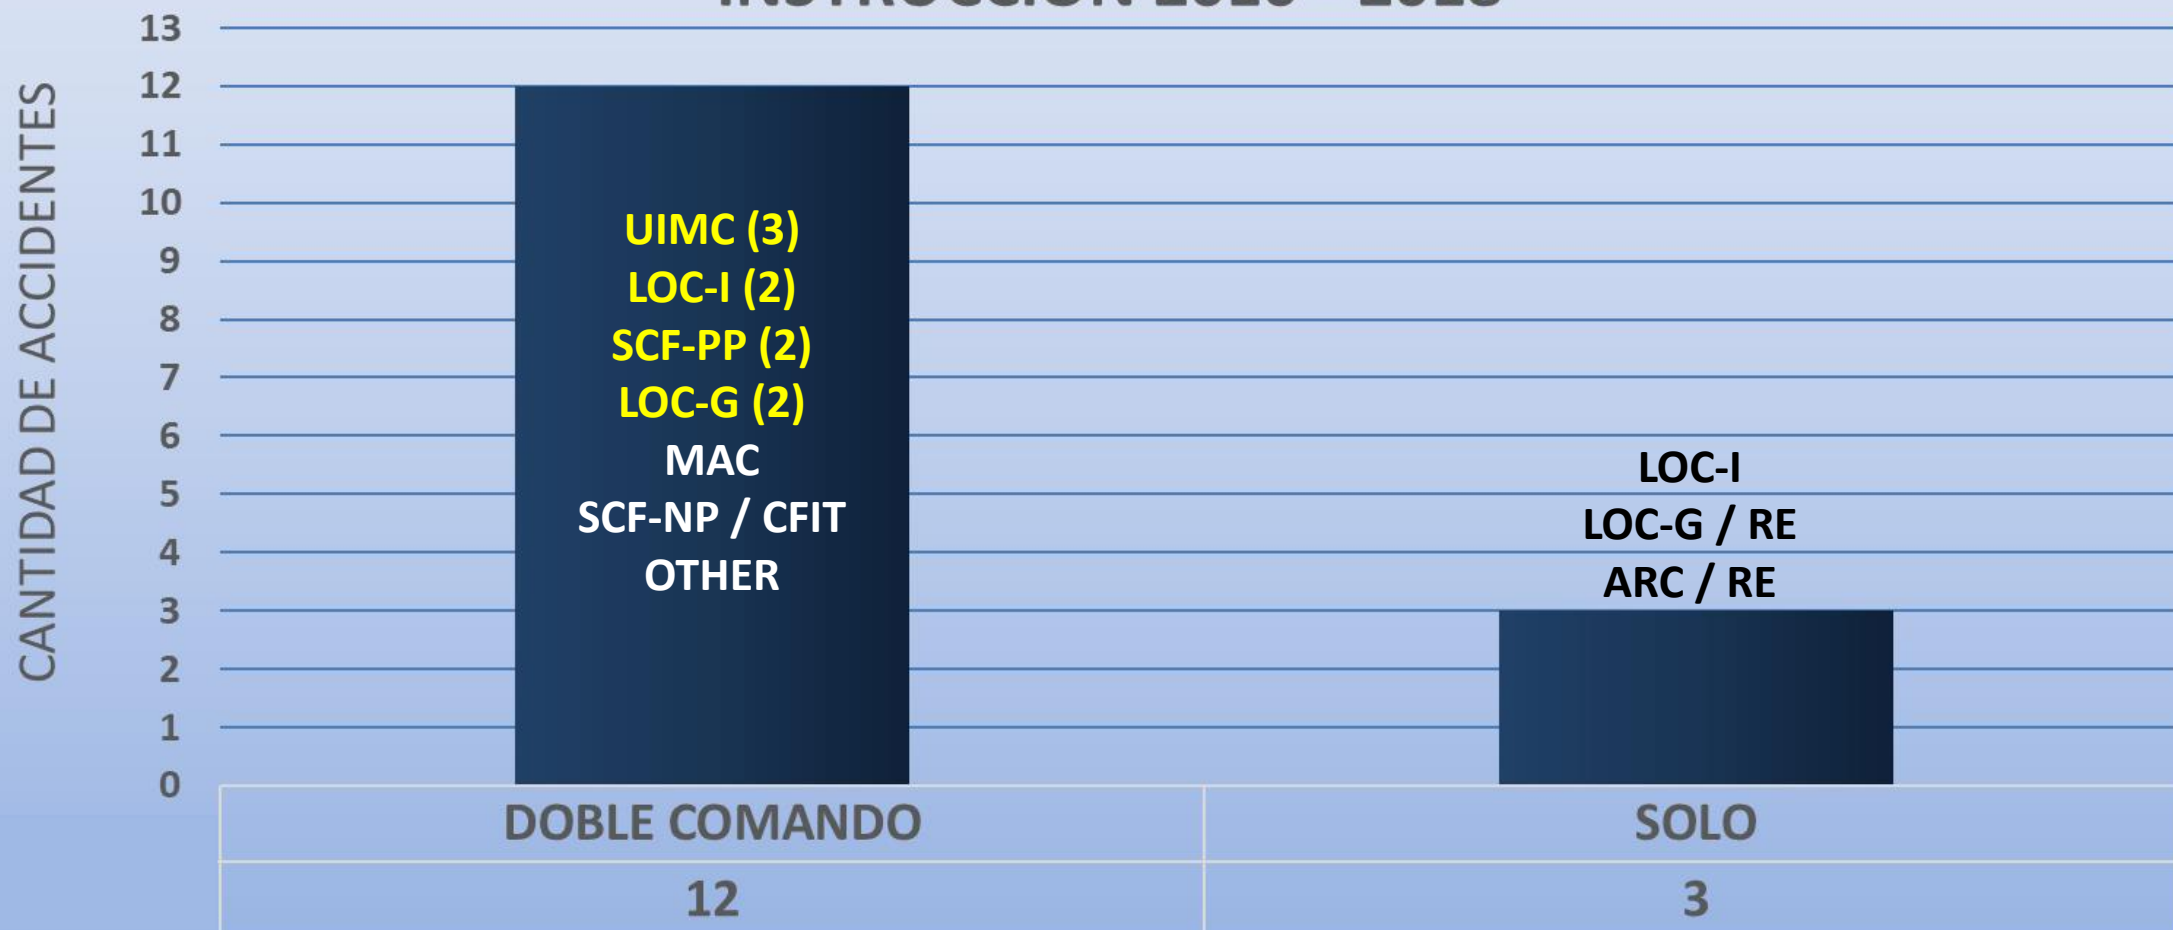 13
12
11
10
9
8
7
6
5
4
3
2
1
0
CANTIDAD DE ACCIDENTES
UIMC (3)
LOC-I (2)
SCF-PP (2)
LOC-G (2)
MAC
SCF-NP / CFIT
OTHER
LOC-I
LOC-G / RE
ARC / RE
DOBLE COMANDO
SOLO
12
3